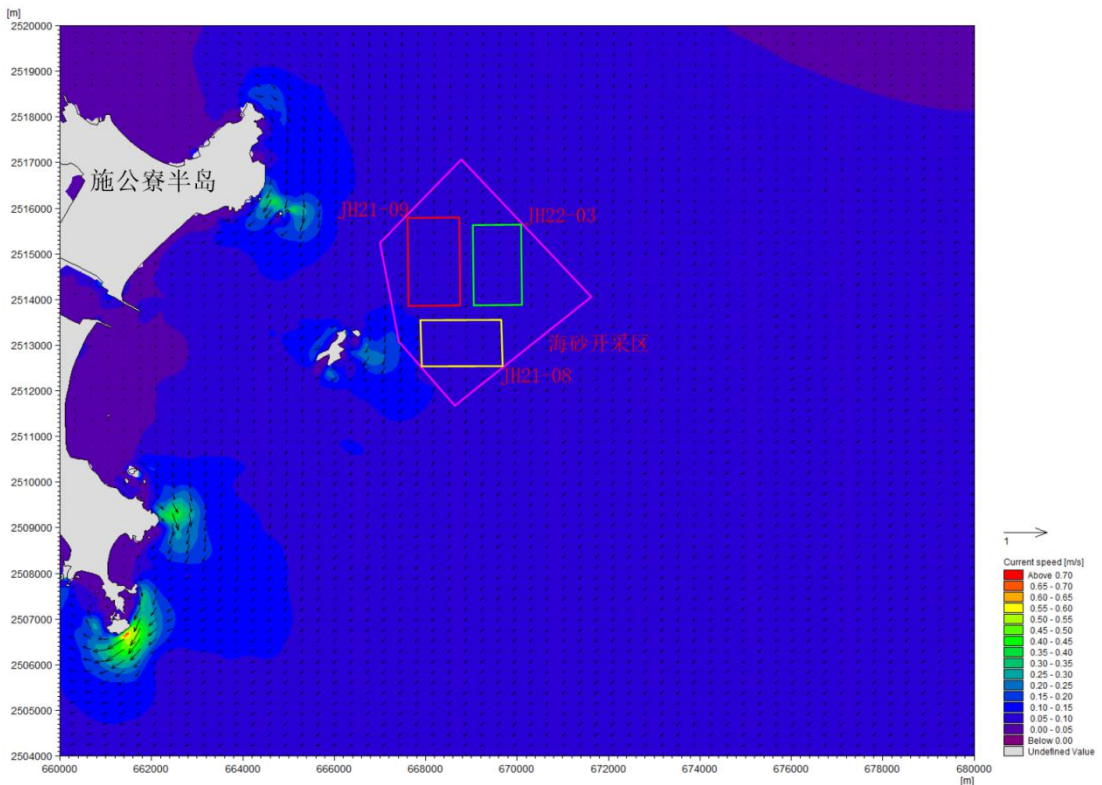 [m]
2520000
2519000
2518000
2517000
2516000
2515000
2514000
2513000
2512000
2511000
2510000
2509000
2508000
2507000
2506000
2505000
2504000
施公寮半岛
JH21-09
JH22-03
海砂开采区
JH21-08
660000 662000 664000 666000 668000 670000 672000 674000 676000 678000 680000
[m]
1
Current speed [m/s]
Above 0.70
0.65 - 0.70
0.60 - 0.65
0.55 - 0.60
0.50 - 0.55
0.45 - 0.50
0.40 - 0.45
0.35 - 0.40
0.30 - 0.35
0.25 - 0.30
0.20 - 0.25
0.15 - 0.20
0.10 - 0.15
0.05 - 0.10
0.00 - 0.05
Below 0.00
Undefined Value